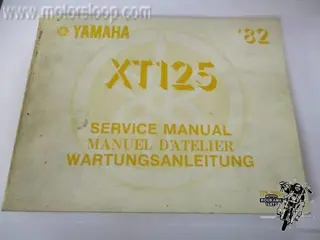 www.motorsloop.com
YAMAHA '82
XT125
SERVICE MANUAL
MANUEL D'ATELIER
WARTUNGSANLEITUNG